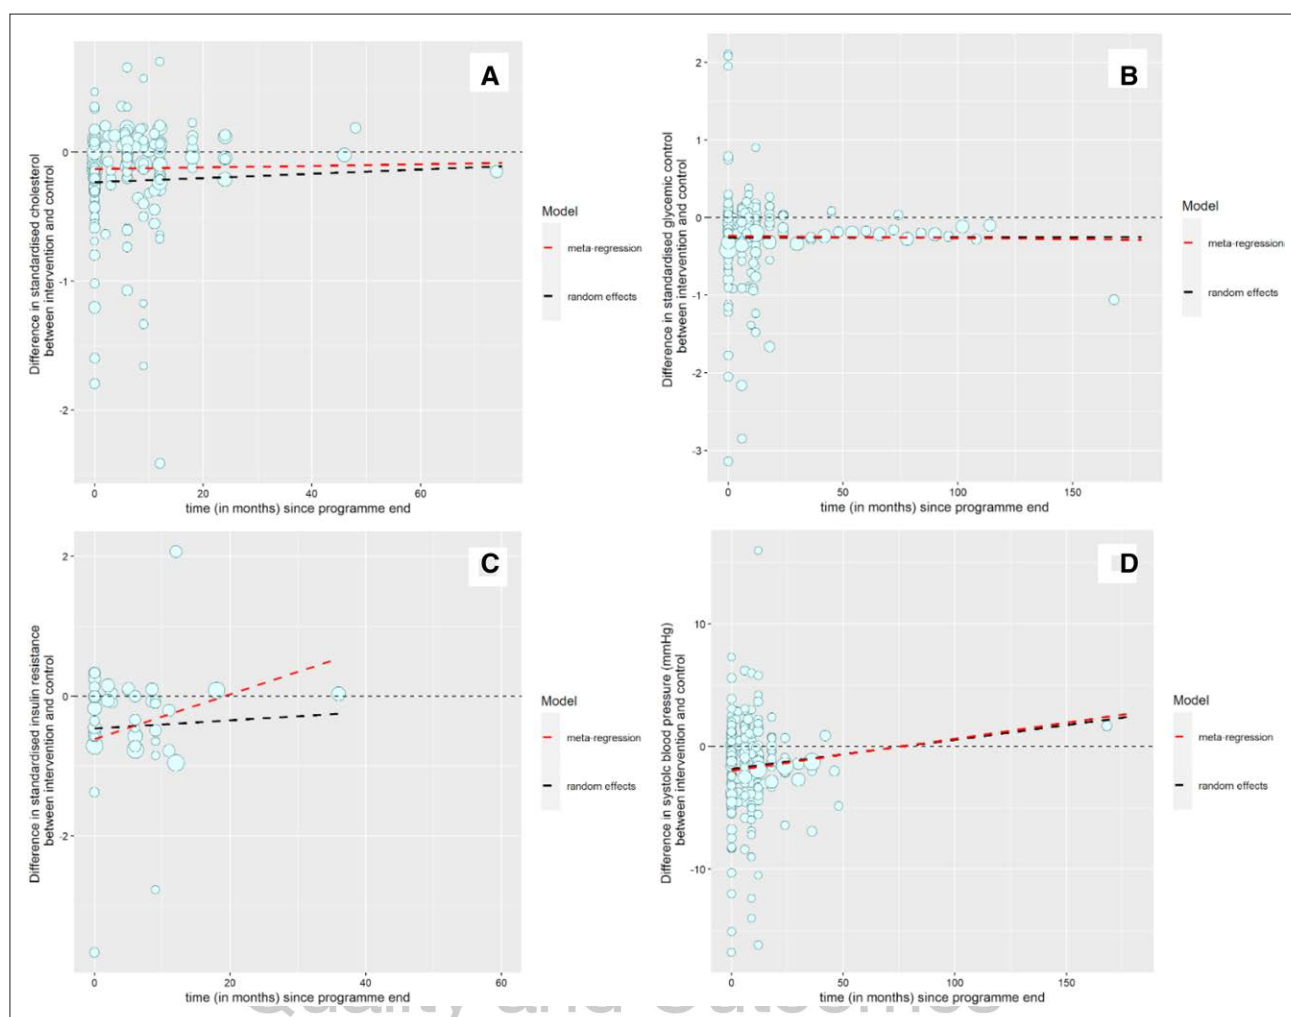 A
0
-1
-2
0
20
40
60
Difference in standardised cholesterol
between intervention and control
time (in months) since programme end
Model
meta-regression
random effects
B
2
1
0
-1
-2
-3
0
50
100
150
Difference in standardised glycemic control
between intervention and control
time (in months) since programme end
Model
meta-regression
random effects
C
2
0
-2
0
20
40
60
Difference in standardised insulin resistance
between intervention and control
time (in months) since programme end
Model
meta-regression
random effects
D
10
0
-10
0
50
100
150
Difference in systolc blood pressure (mmHg)
between intervention and control
time (in months) since programme end
Model
meta-regression
random effects
Quality and Outcomes